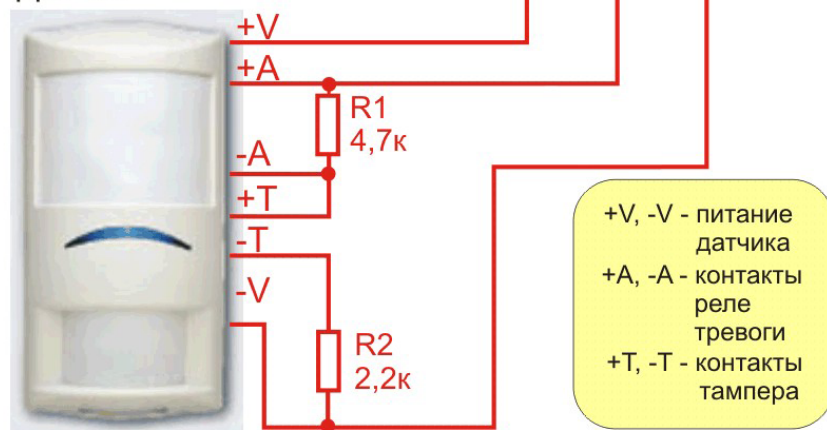 +V
+A
R1
4,7к
-A
+T
-T
-V
R2
2,2к
+V, -V - питание
датчика
+A, -A - контакты
реле
тревоги
+T, -T - контакты
тампера